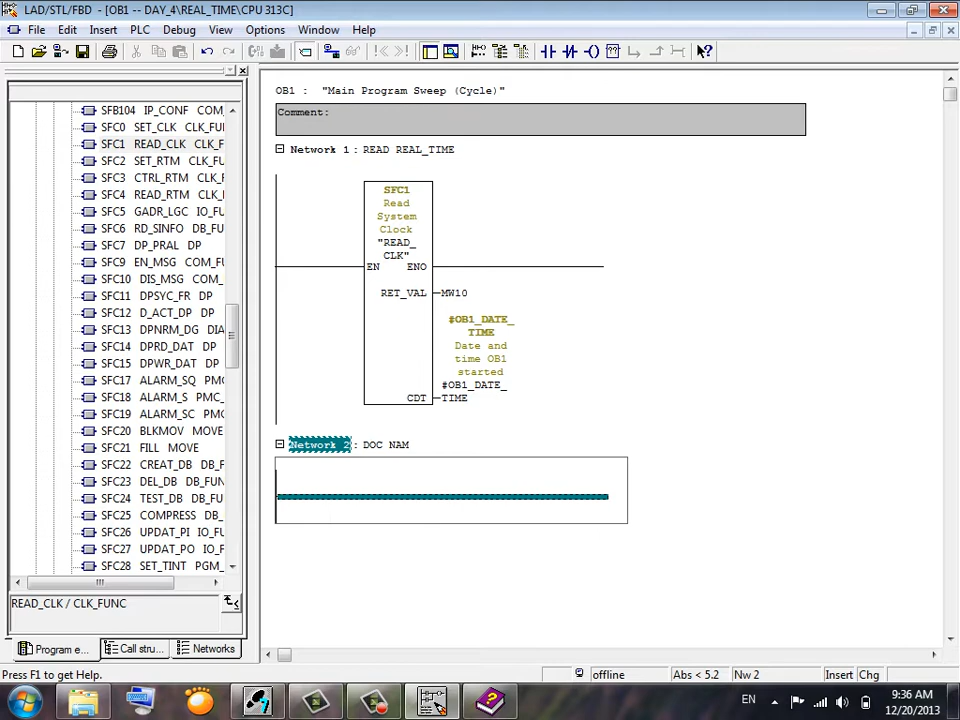 LAD/STL/FBD - [OB1 -- DAY_4\REAL_TIME\CPU 313C]
File Edit Insert PLC Debug View Options Window Help
OB1 : "Main Program Sweep (Cycle)"
Comment:
Network 1 : READ REAL_TIME
SFC1
Read
System
Clock
"READ_
CLK"
EN ENO
RET_VAL MW10
#OB1_DATE_
TIME
Date and
time OB1
started
#OB1_DATE_
CDT TIME
Network 2 : DOC NAM
SFB104 IP_CONF COM_
SFC0 SET_CLK CLK_FUN
SFC1 READ_CLK CLK_F
SFC2 SET_RTM CLK_FU
SFC3 CTRL_RTM CLK_
SFC4 READ_RTM CLK_
SFC5 GADR_LGC IO_F
SFC6 RD_SINFO DB_FU
SFC7 DP_PRAL DP
SFC9 EN_MSG COM_F
SFC10 DIS_MSG COM_
SFC11 DPSYC_FR DP
SFC12 D_ACT_DP DP
SFC13 DPNRM_DG DIA
SFC14 DPRD_DAT DP
SFC15 DPWR_DAT DP
SFC17 ALARM_SQ PMC
SFC18 ALARM_S PMC_
SFC19 ALARM_SC PMC
SFC20 BLKMOV MOVE
SFC21 FILL MOVE
SFC22 CREAT_DB DB_F
SFC23 DEL_DB DB_FUN
SFC24 TEST_DB DB_FU
SFC25 COMPRESS DB_
SFC26 UPDAT_PI IO_F
SFC27 UPDAT_PO IO_F
SFC28 SET_TINT PGM_
READ_CLK / CLK_FUNC
Program e... Call stru... Networks
Press F1 to get Help. offline Abs < 5.2 Nw 2 Insert Chg
EN 9:36 AM
12/20/2013